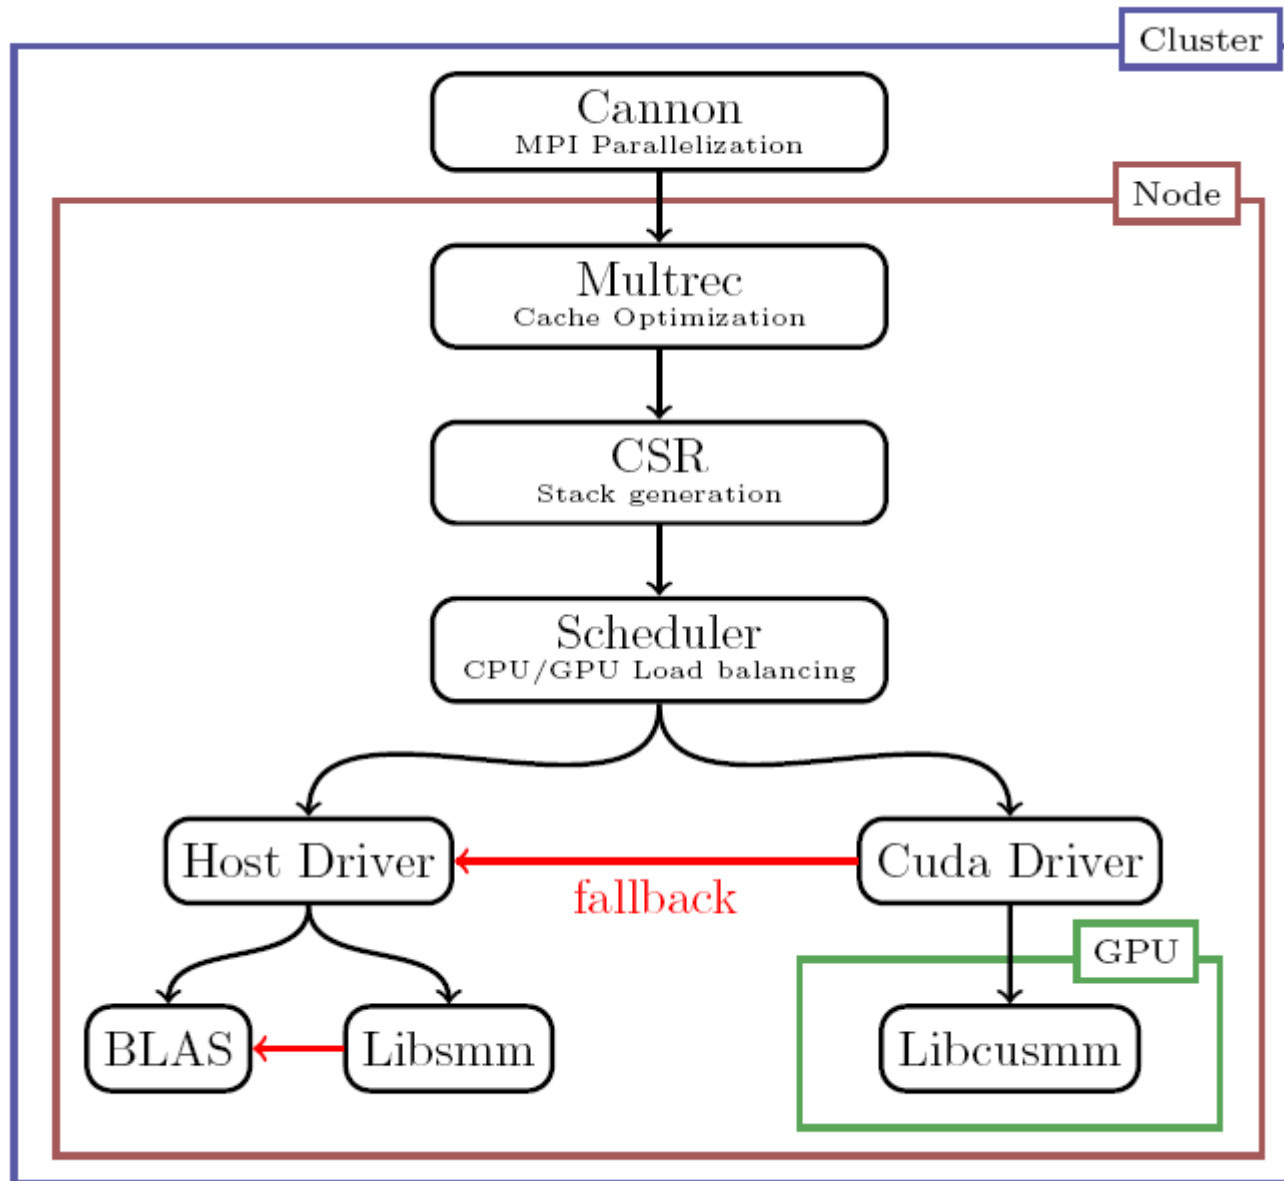 Cluster
Cannon
MPI Parallelization
Node
Multrec
Cache Optimization
CSR
Stack generation
Scheduler
CPU/GPU Load balancing
Host Driver
Cuda Driver
fallback
GPU
BLAS
Libsmm
Libcusmm